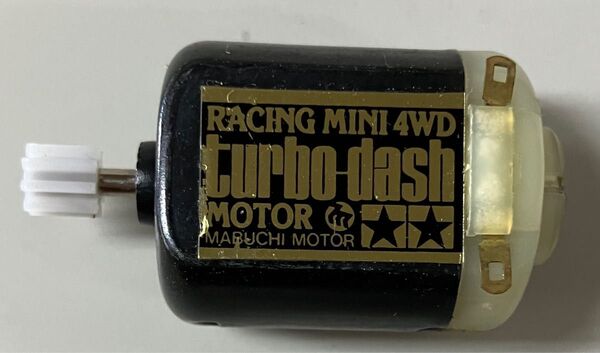 RACING MINI 4WD
turbo-dash
MOTOR
MABUCHI MOTOR